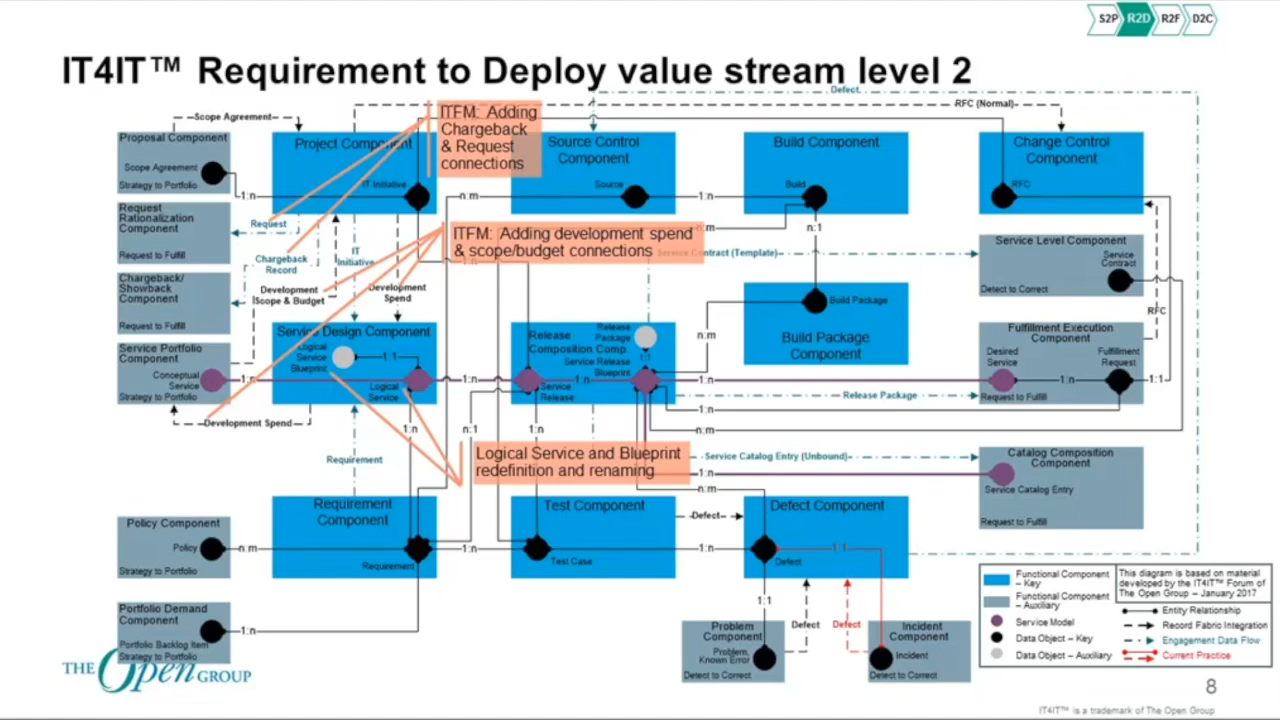 S2P R2D R2F D2C
IT4IT™ Requirement to Deploy value stream level 2
Defect
RFC (Normal)
Scope Agreement
ITFM: Adding
Chargeback
& Request
connections
Proposal Component
Scope Agreement
Strategy to Portfolio
Project Component
IT Initiative
Source Control
Component
Source
Build Component
Build
Change Control
Component
RFC
1:n
n:m
1:n
Request
Rationalization
Component
Request to Fulfill
Request
n:m
n:1
ITFM: Adding development spend
& scope/budget connections
Service Contract (Template)
Service Level Component
Service
Contract
Detect to Correct
IT
Initiative
Chargeback
Record
1:n
Chargeback/
Showback
Component
Request to Fulfill
Development
Scope & Budget
Development
Spend
Build Package
Build Package
Component
RFC
Service Portfolio
Component
Conceptual
Service
Strategy to Portfolio
Service Design Component
Logical
Service
Blueprint
1:1
Logical
Service
Release
Composition Comp.
Release
Package
1:1
Service Release
Blueprint
Service
Release
n:m
Fulfillment Execution
Component
Desired
Service
Fulfillment
Request
Request to Fulfill
1:n
1:n
1:n
1:n
1:n
1:1
Release Package
1:n
Development Spend
1:n
n:1
1:n
n:m
Requirement
Logical Service and Blueprint
redefinition and renaming
Service Catalog Entry (Unbound)
1:n
n:m
Catalog Composition
Component
Service Catalog Entry
Request to Fulfill
Policy Component
Policy
Strategy to Portfolio
n:m
Requirement
Component
Requirement
1:n
Test Component
Test Case
Defect
1:n
Defect Component
1:1
Defect
Portfolio Demand
Component
Portfolio Backlog Item
Strategy to Portfolio
1:n
1:1
Defect
Defect
Problem
Component
Problem,
Known Error
Detect to Correct
Incident
Component
Incident
Detect to Correct
Functional Component
– Key
Functional Component
– Auxiliary
Service Model
Data Object – Key
Data Object – Auxiliary
This diagram is based on material
developed by the IT4IT™ Forum of
The Open Group – January 2017
Entity Relationship
Record Fabric Integration
Engagement Data Flow
Current Practice
THE Open GROUP
8
IT4IT™ is a trademark of The Open Group